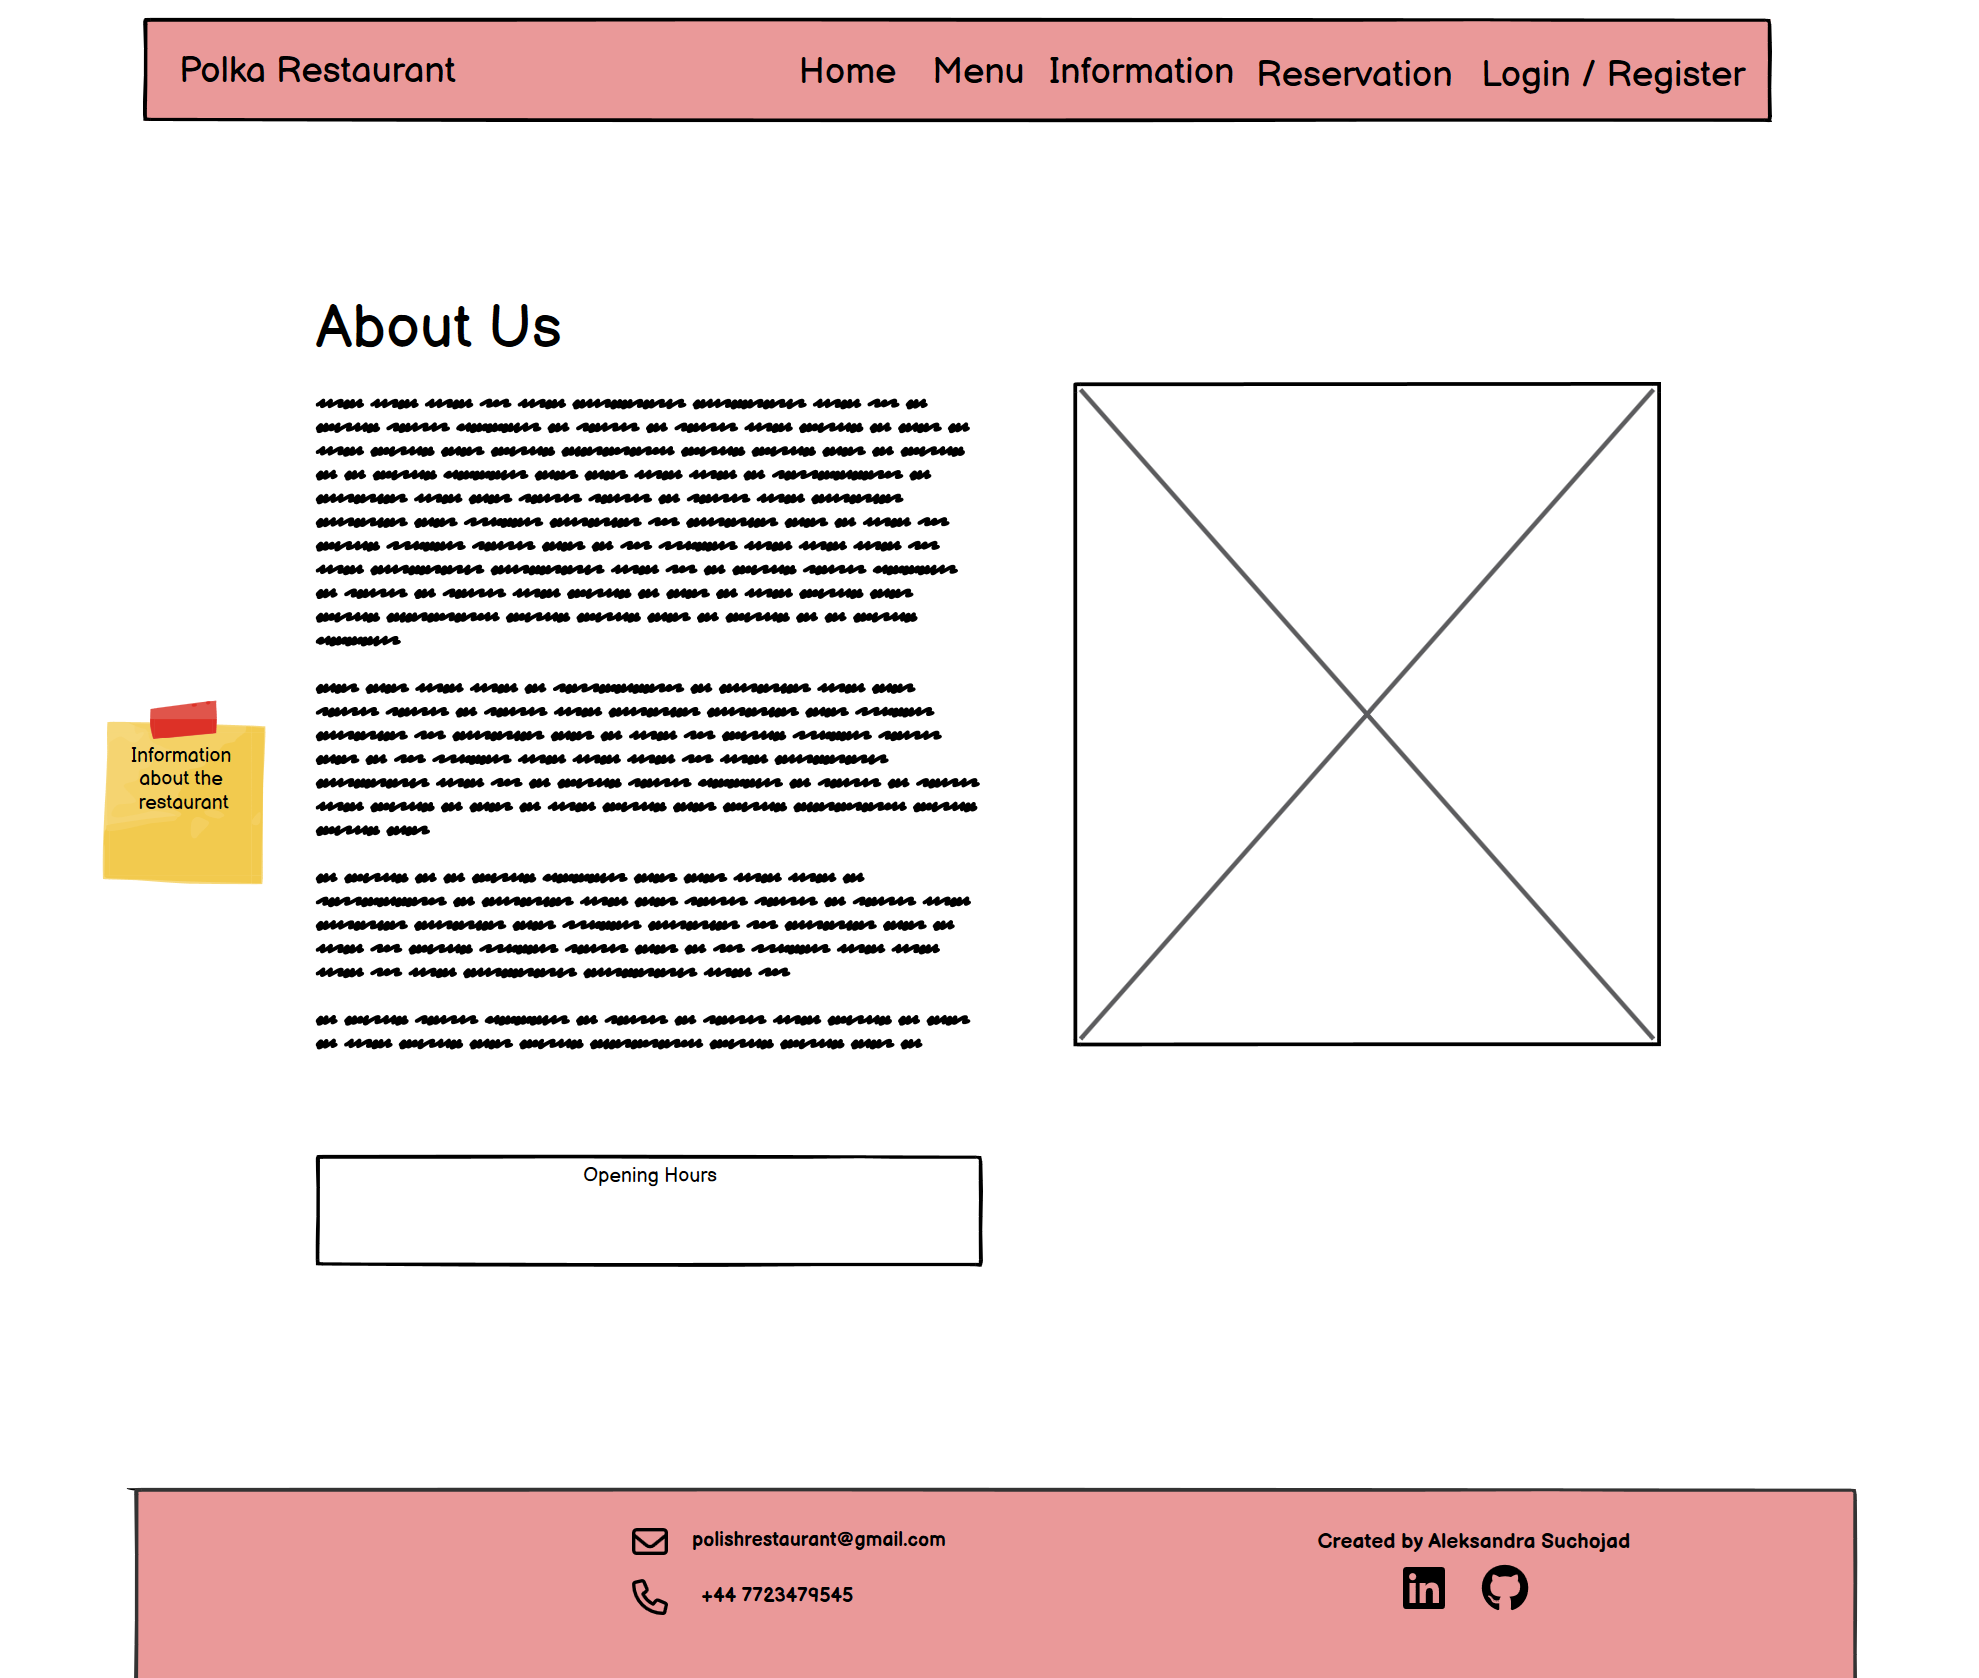 Polka Restaurant
Home Menu Information Reservation Login / Register
About Us
Information
about the
restaurant
Opening Hours
polishrestaurant@gmail.com
+44 7723479545
Created by Aleksandra Suchojad
in